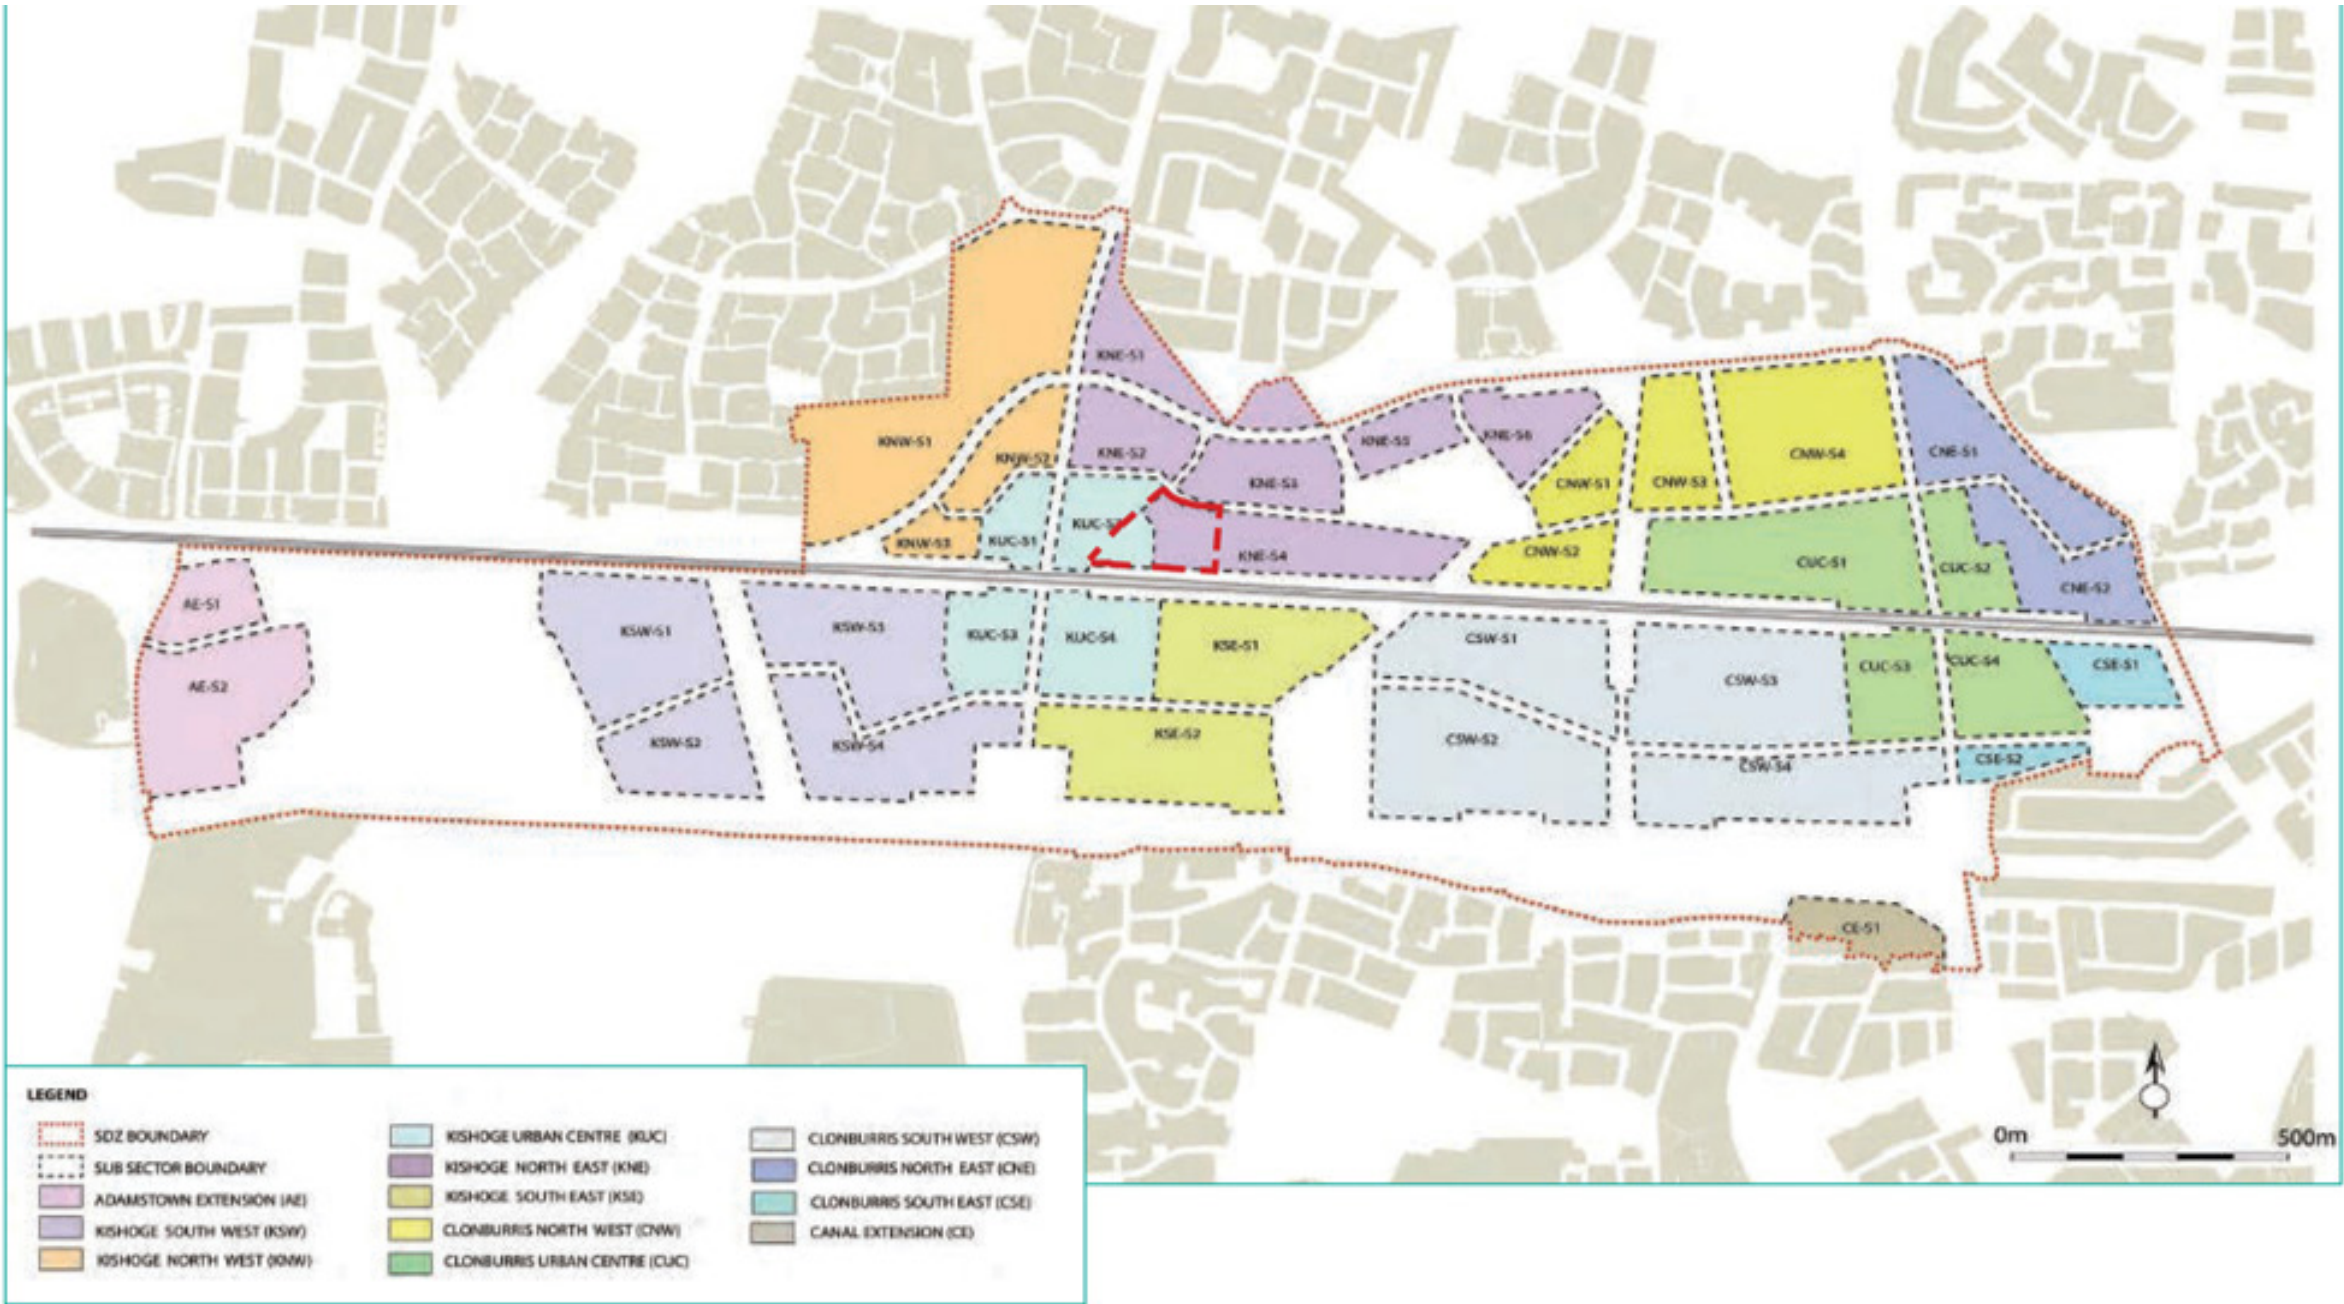 KNE-S1
KNW-S1
KNW-S2
KNE-S2
KNE-S3
KNE-S5
KNE-S6
CNW-S1
CNW-S3
CNW-S4
CNE-S1
KNW-S3
KUC-S1
KUC-S2
KNE-S4
CNW-S2
CUC-S1
CUC-S2
CNE-S2
AE-S1
AE-S2
KSW-S1
KSW-S3
KUC-S3
KUC-S4
KSE-S1
CSW-S1
CSW-S3
CUC-S3
CUC-S4
CSE-S1
KSW-S2
KSW-S4
KSE-S2
CSW-S2
CSW-S4
CSE-S2
CE-S1
0m 500m
LEGEND
SDZ BOUNDARY
SUB SECTOR BOUNDARY
ADAMSTOWN EXTENSION (AE)
KISHOGE SOUTH WEST (KSW)
KISHOGE NORTH WEST (KNW)
KISHOGE URBAN CENTRE (KUC)
KISHOGE NORTH EAST (KNE)
KISHOGE SOUTH EAST (KSE)
CLONBURRIS NORTH WEST (CNW)
CLONBURRIS URBAN CENTRE (CUC)
CLONBURRIS SOUTH WEST (CSW)
CLONBURRIS NORTH EAST (CNE)
CLONBURRIS SOUTH EAST (CSE)
CANAL EXTENSION (CE)